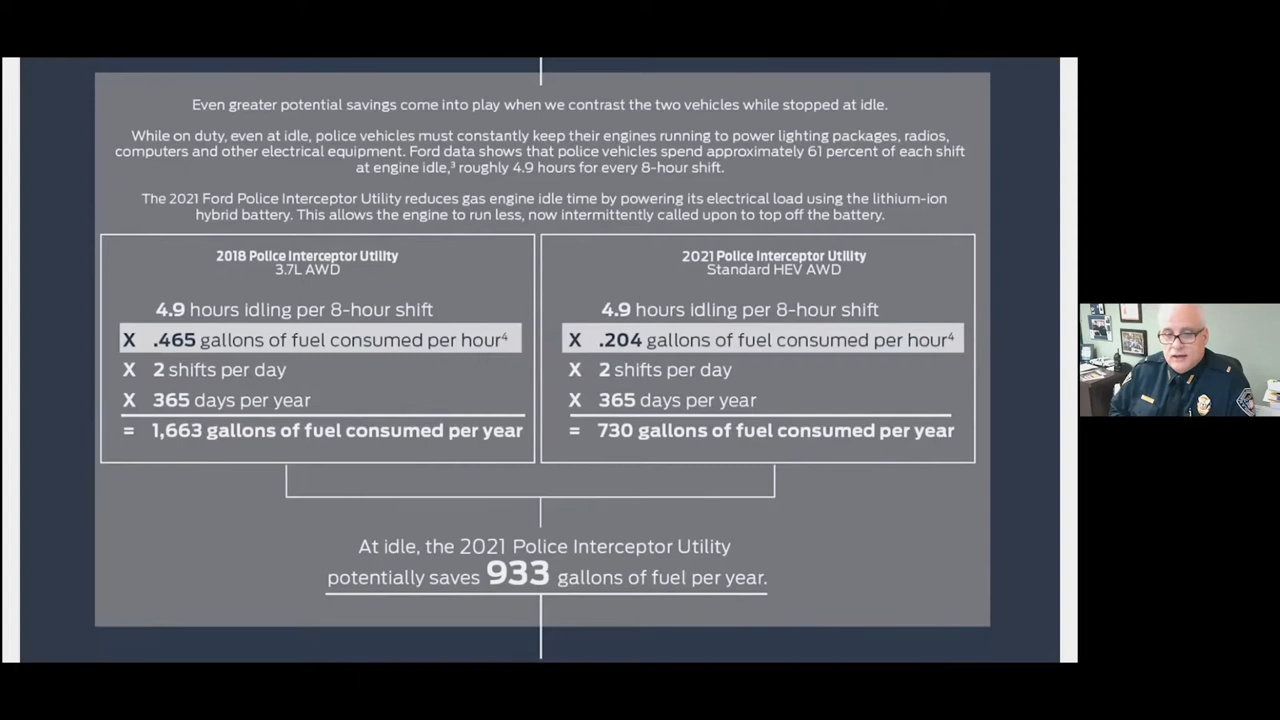 Even greater potential savings come into play when we contrast the two vehicles while stopped at idle.
While on duty, even at idle, police vehicles must constantly keep their engines running to power lighting packages, radios,
computers and other electrical equipment. Ford data shows that police vehicles spend approximately 61 percent of each shift
at engine idle,³ roughly 4.9 hours for every 8-hour shift.
The 2021 Ford Police Interceptor Utility reduces gas engine idle time by powering its electrical load using the lithium-ion
hybrid battery. This allows the engine to run less, now intermittently called upon to top off the battery.
2018 Police Interceptor Utility
3.7L AWD
4.9 hours idling per 8-hour shift
X .465 gallons of fuel consumed per hour⁴
X 2 shifts per day
X 365 days per year
= 1,663 gallons of fuel consumed per year
2021 Police Interceptor Utility
Standard HEV AWD
4.9 hours idling per 8-hour shift
X .204 gallons of fuel consumed per hour⁴
X 2 shifts per day
X 365 days per year
= 730 gallons of fuel consumed per year
At idle, the 2021 Police Interceptor Utility
potentially saves 933 gallons of fuel per year.